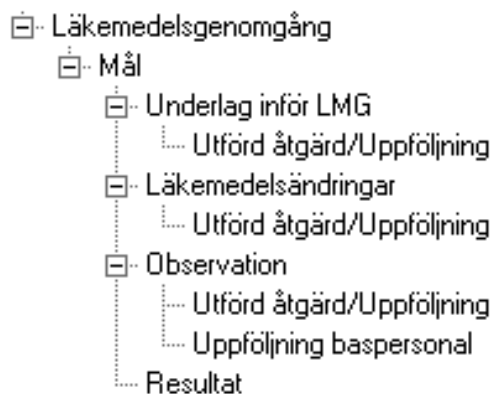 Läkemedelsgenomgång
Mål
Underlag inför LMG
Utförd åtgärd/Uppföljning
Läkemedelsändringar
Utförd åtgärd/Uppföljning
Observation
Utförd åtgärd/Uppföljning
Uppföljning baspersonal
Resultat